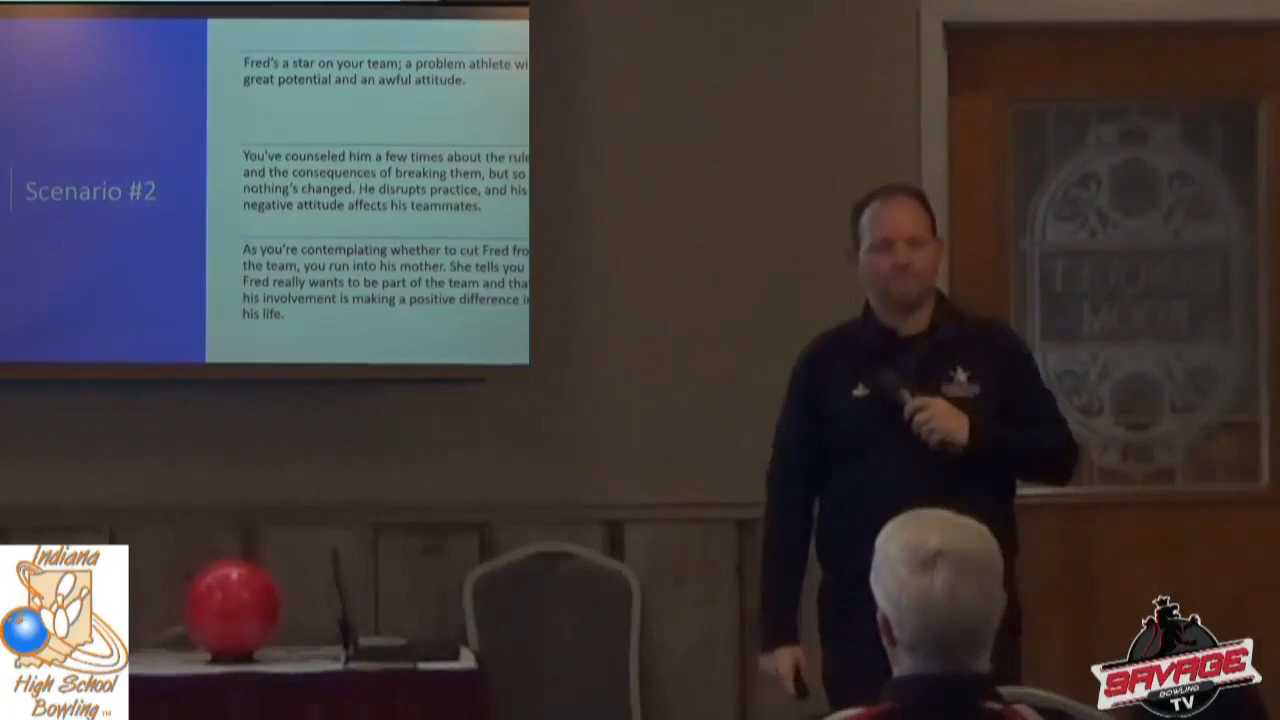 Scenario #2
Fred's a star on your team; a problem athlete wi
great potential and an awful attitude.
You've counseled him a few times about the rule
and the consequences of breaking them, but so
nothing's changed. He disrupts practice, and his
negative attitude affects his teammates.
As you're contemplating whether to cut Fred fro
the team, you run into his mother. She tells you
Fred really wants to be part of the team and tha
his involvement is making a positive difference i
his life.
Indiana
High School
Bowling TM
SAVAGE
BOWLING
TV